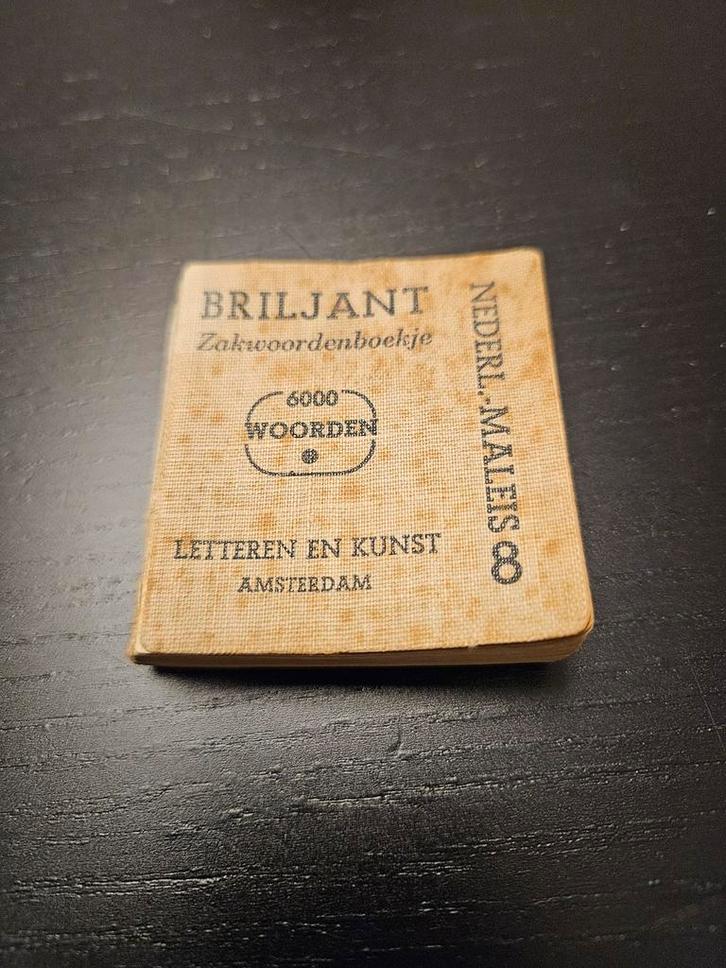 BRILJANT
Zakwoordenboekje
6000
WOORDEN
LETTEREN EN KUNST
AMSTERDAM
NEDERL.-MALEIS 8